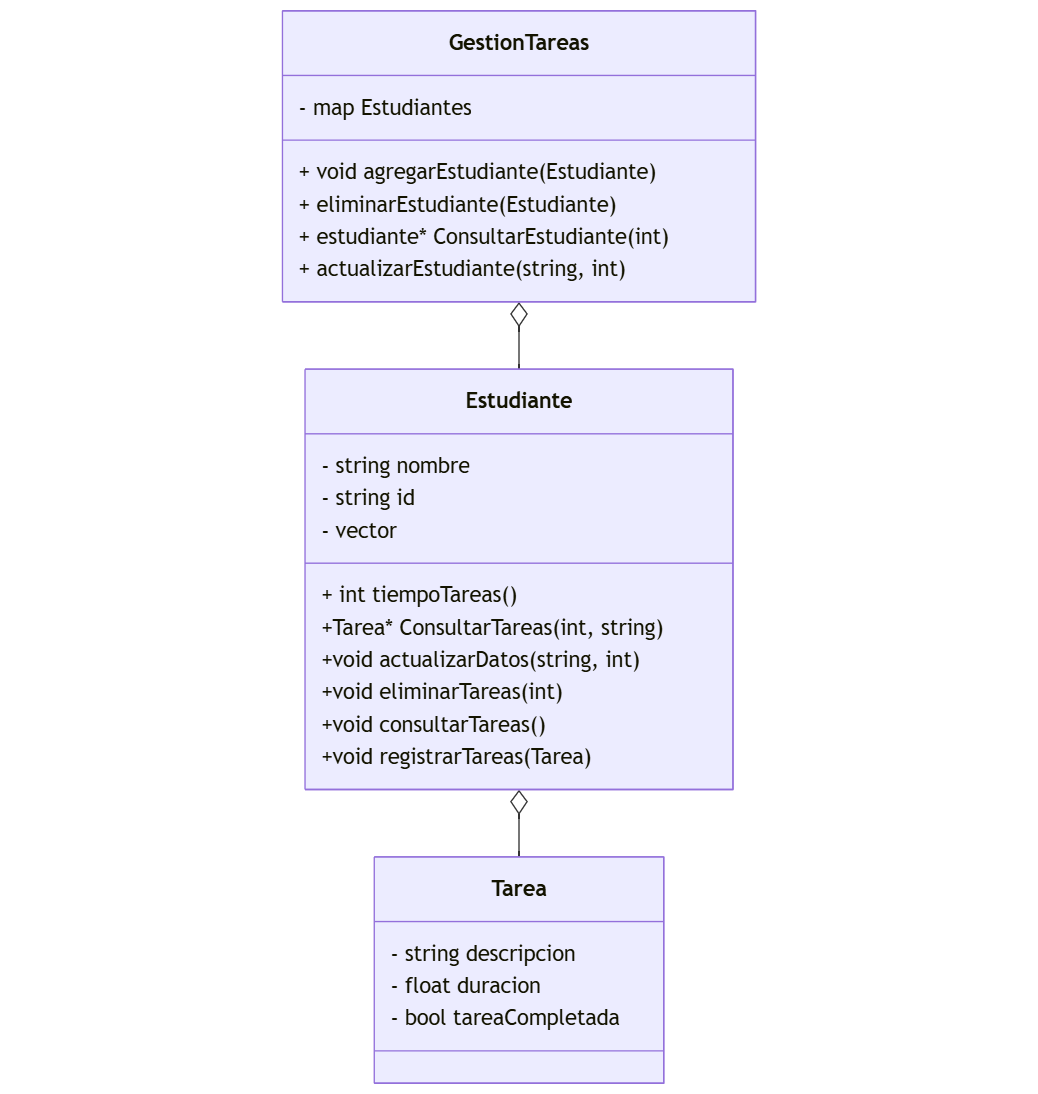 GestionTareas
- map Estudiantes
+ void agregarEstudiante(Estudiante)
+ eliminarEstudiante(Estudiante)
+ estudiante* ConsultarEstudiante(int)
+ actualizarEstudiante(string, int)
Estudiante
- string nombre
- string id
- vector
+ int tiempoTareas()
+Tarea* ConsultarTareas(int, string)
+void actualizarDatos(string, int)
+void eliminarTareas(int)
+void consultarTareas()
+void registrarTareas(Tarea)
Tarea
- string descripcion
- float duracion
- bool tareaCompletada